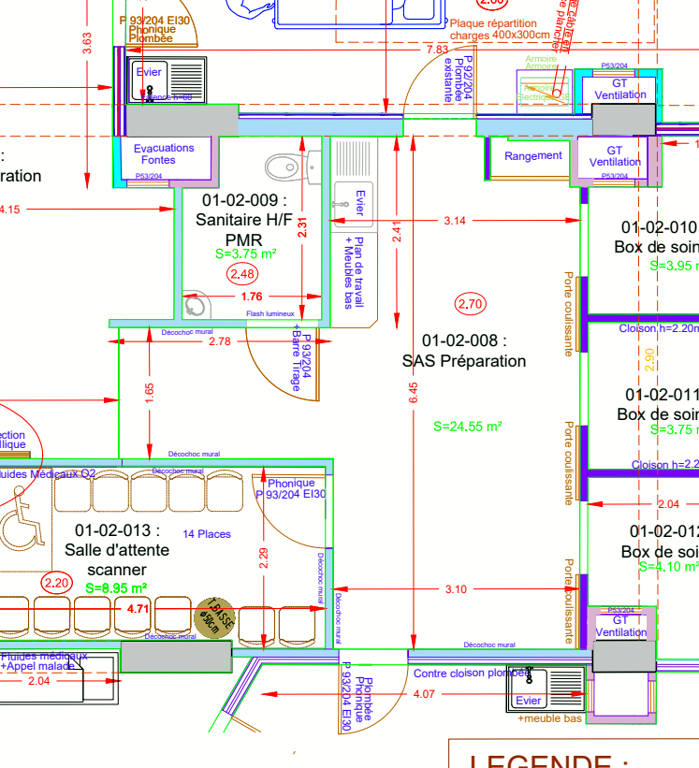 P 93/204 EI30
Phonique
Plombée
3.63
Evier
7.83
Plaque répartition
charges 400x300cm
P 92/204
Plombée
existante
Armoire
Armoire
P53/204
GT
Ventilation
Evacuations
Fontes
P53/204
Rangement
GT
Ventilation
P53/204
:
ration
4.15
01-02-009 :
Sanitaire H/F
PMR
S=3.75 m²
2.48
2.31
1.76
Flash lumineux
Evier
Plan de travail
+ Meubles bas
2.41
3.14
01-02-010
Box de soin
S=3.95 m
Décochoc mural
2.78
P 93/204
+Barre Tirage
1.65
2.70
01-02-008 :
SAS Préparation
6.45
S=24.55 m²
Porte coulissante
Cloison h=2.20m
2.90
01-02-011
Box de soin
S=3.75 m
Porte coulissante
Cloison h=2.2
ection
llique
luides Médicaux O2
Décochoc mural
Décochoc mural
Phonique
P 93/204 EI30
01-02-013 :
Salle d'attente
scanner
14 Places
2.20
S=8.95 m²
2.29
4.71
T.BASSE
ø50cm
Décochoc mural
Décochoc mural
Décochoc mural
3.10
Porte coulissante
2.04
01-02-012
Box de soi
S=4.10 m²
P53/204
GT
Ventilation
Décochoc mural
Fluides médicaux
+Appel malade
2.04
P 93/204 EI30
Phonique
Plombée
Contre cloison plombée
4.07
Evier
+meuble bas
LEGENDE :